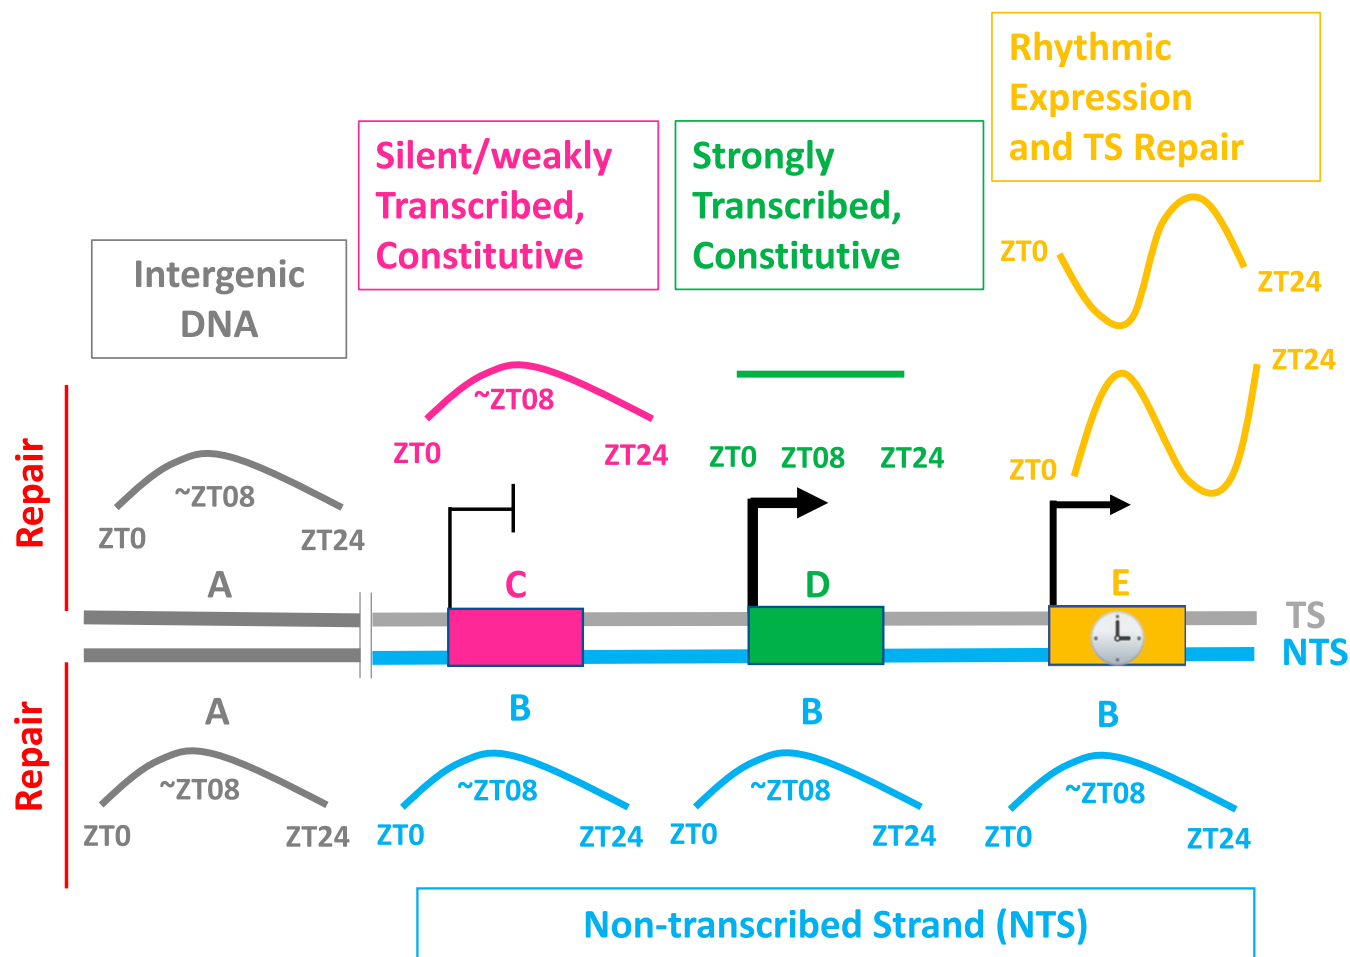 Rhythmic
Expression
and TS Repair
Silent/weakly
Transcribed,
Constitutive
Strongly
Transcribed,
Constitutive
Intergenic
DNA
ZT0
ZT24
ZT24
ZT0
~ZT08
ZT0
ZT24
ZT0 ZT08 ZT24
~ZT08
ZT0
ZT24
Repair
A
C
D
E
TS
NTS
Repair
A
B
B
B
~ZT08
ZT0
ZT24
~ZT08
ZT0
ZT24
~ZT08
ZT0
ZT24
~ZT08
ZT0
ZT24
Non-transcribed Strand (NTS)